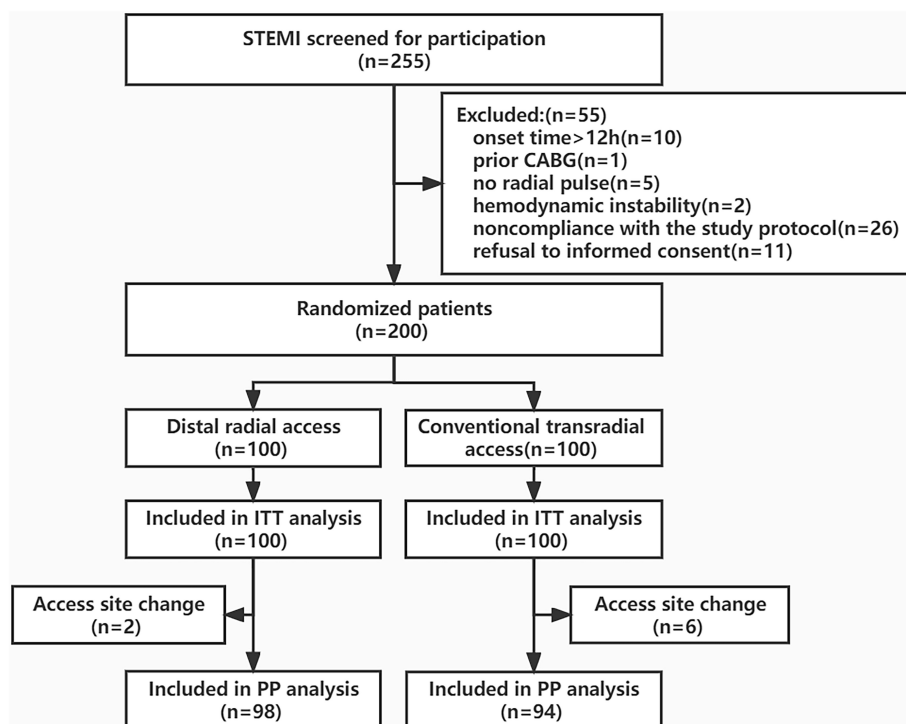 STEMI screened for participation
(n=255)
Excluded:(n=55)
onset time>12h(n=10)
prior CABG(n=1)
no radial pulse(n=5)
hemodynamic instability(n=2)
noncompliance with the study protocol(n=26)
refusal to informed consent(n=11)
Randomized patients
(n=200)
Distal radial access
(n=100)
Conventional transradial
access(n=100)
Included in ITT analysis
(n=100)
Included in ITT analysis
(n=100)
Access site change
(n=2)
Access site change
(n=6)
Included in PP analysis
(n=98)
Included in PP analysis
(n=94)